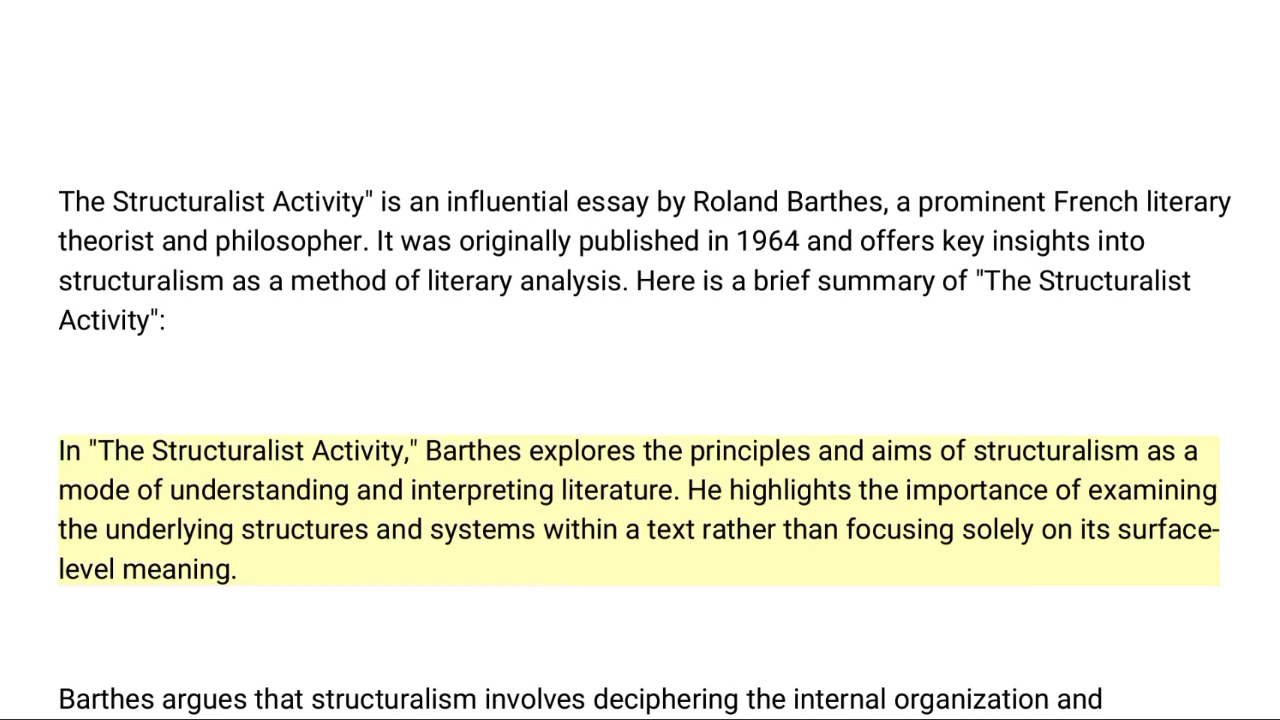 The Structuralist Activity" is an influential essay by Roland Barthes, a prominent French literary
theorist and philosopher. It was originally published in 1964 and offers key insights into
structuralism as a method of literary analysis. Here is a brief summary of "The Structuralist
Activity":
In "The Structuralist Activity," Barthes explores the principles and aims of structuralism as a
mode of understanding and interpreting literature. He highlights the importance of examining
the underlying structures and systems within a text rather than focusing solely on its surface-
level meaning.
Barthes argues that structuralism involves deciphering the internal organization and